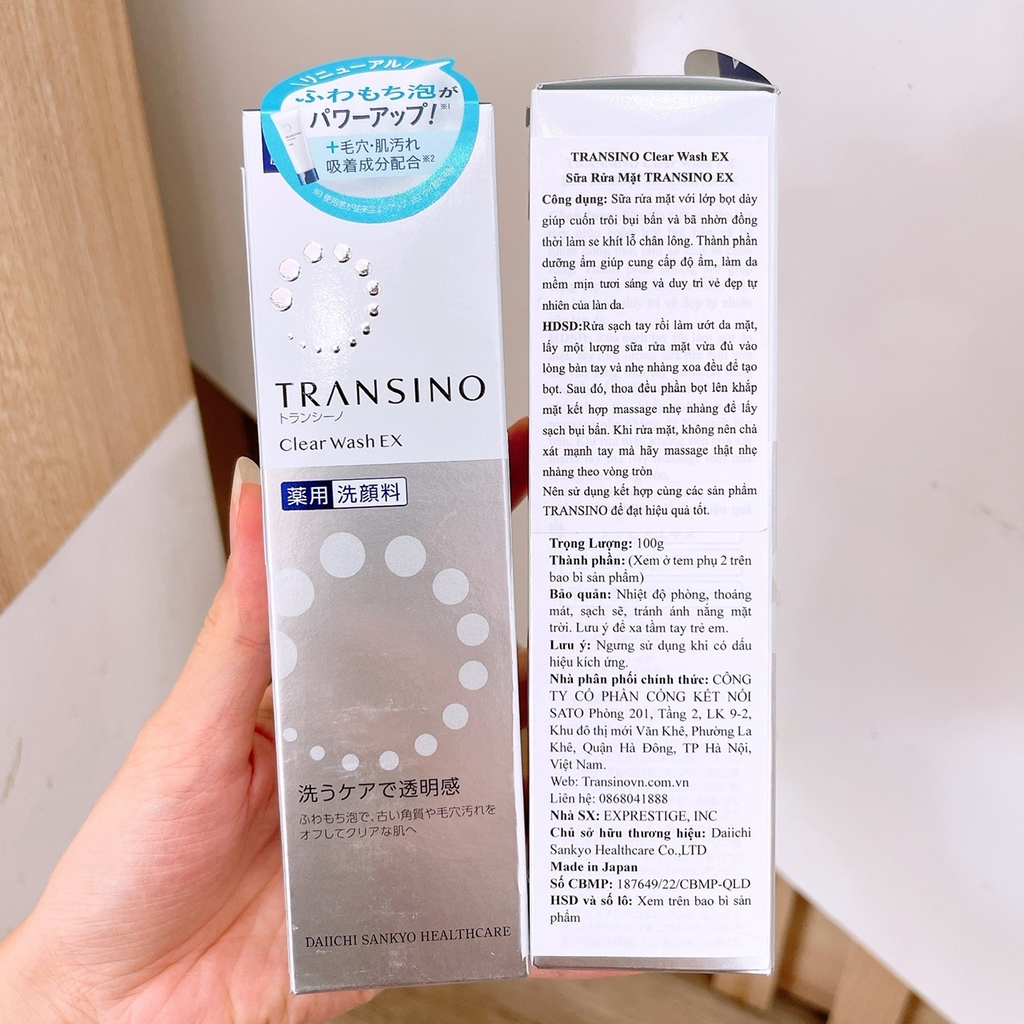 リニューアル
ふわもち泡が
パワーアップ!※1
+毛穴・肌汚れ
吸着成分配合※2
TRANSINO
トランシーノ
Clear Wash EX
薬用 洗顔料
洗うケアで透明感
ふわもち泡で、古い角質や毛穴汚れを
オフしてクリアな肌へ
DAIICHI SANKYO HEALTHCARE
TRANSINO Clear Wash EX
Sữa Rửa Mặt TRANSINO EX
Công dụng: Sữa rửa mặt với lớp bọt dày
giúp cuốn trôi bụi bẩn và bã nhờn đồng
thời làm se khít lỗ chân lông. Thành phần
dưỡng ẩm giúp cung cấp độ ẩm, làm da
mềm mịn tươi sáng và duy trì vẻ đẹp tự
nhiên của làn da.
HDSD:Rửa sạch tay rồi làm ướt da mặt,
lấy một lượng sữa rửa mặt vừa đủ vào
lòng bàn tay và nhẹ nhàng xoa đều để tạo
bọt. Sau đó, thoa đều phần bọt lên khắp
mặt kết hợp massage nhẹ nhàng để lấy
sạch bụi bẩn. Khi rửa mặt, không nên chà
xát mạnh tay mà hãy massage thật nhẹ
nhàng theo vòng tròn
Nên sử dụng kết hợp cùng các sản phẩm
TRANSINO để đạt hiệu quả tốt.
Trọng Lượng: 100g
Thành phần: (Xem ở tem phụ 2 trên
bao bì sản phẩm)
Bảo quản: Nhiệt độ phòng, thoáng
mát, sạch sẽ, tránh ánh nắng mặt
trời. Lưu ý để xa tầm tay trẻ em.
Lưu ý: Ngưng sử dụng khi có dấu
hiệu kích ứng.
Nhà phân phối chính thức: CÔNG
TY CỔ PHẦN CÔNG KẾT NỐI
SATO Phòng 201, Tầng 2, LK 9-2,
Khu đô thị mới Văn Khê, Phường La
Khê, Quận Hà Đông, TP Hà Nội,
Việt Nam.
Web: Transinovn.com.vn
Liên hệ: 0868041888
Nhà SX: EXPRESTIGE, INC
Chủ sở hữu thương hiệu: Daiichi
Sankyo Healthcare Co.,LTD
Made in Japan
Số CBMP: 187649/22/CBMP-QLD
HSD và số lô: Xem trên bao bì sản
phẩm